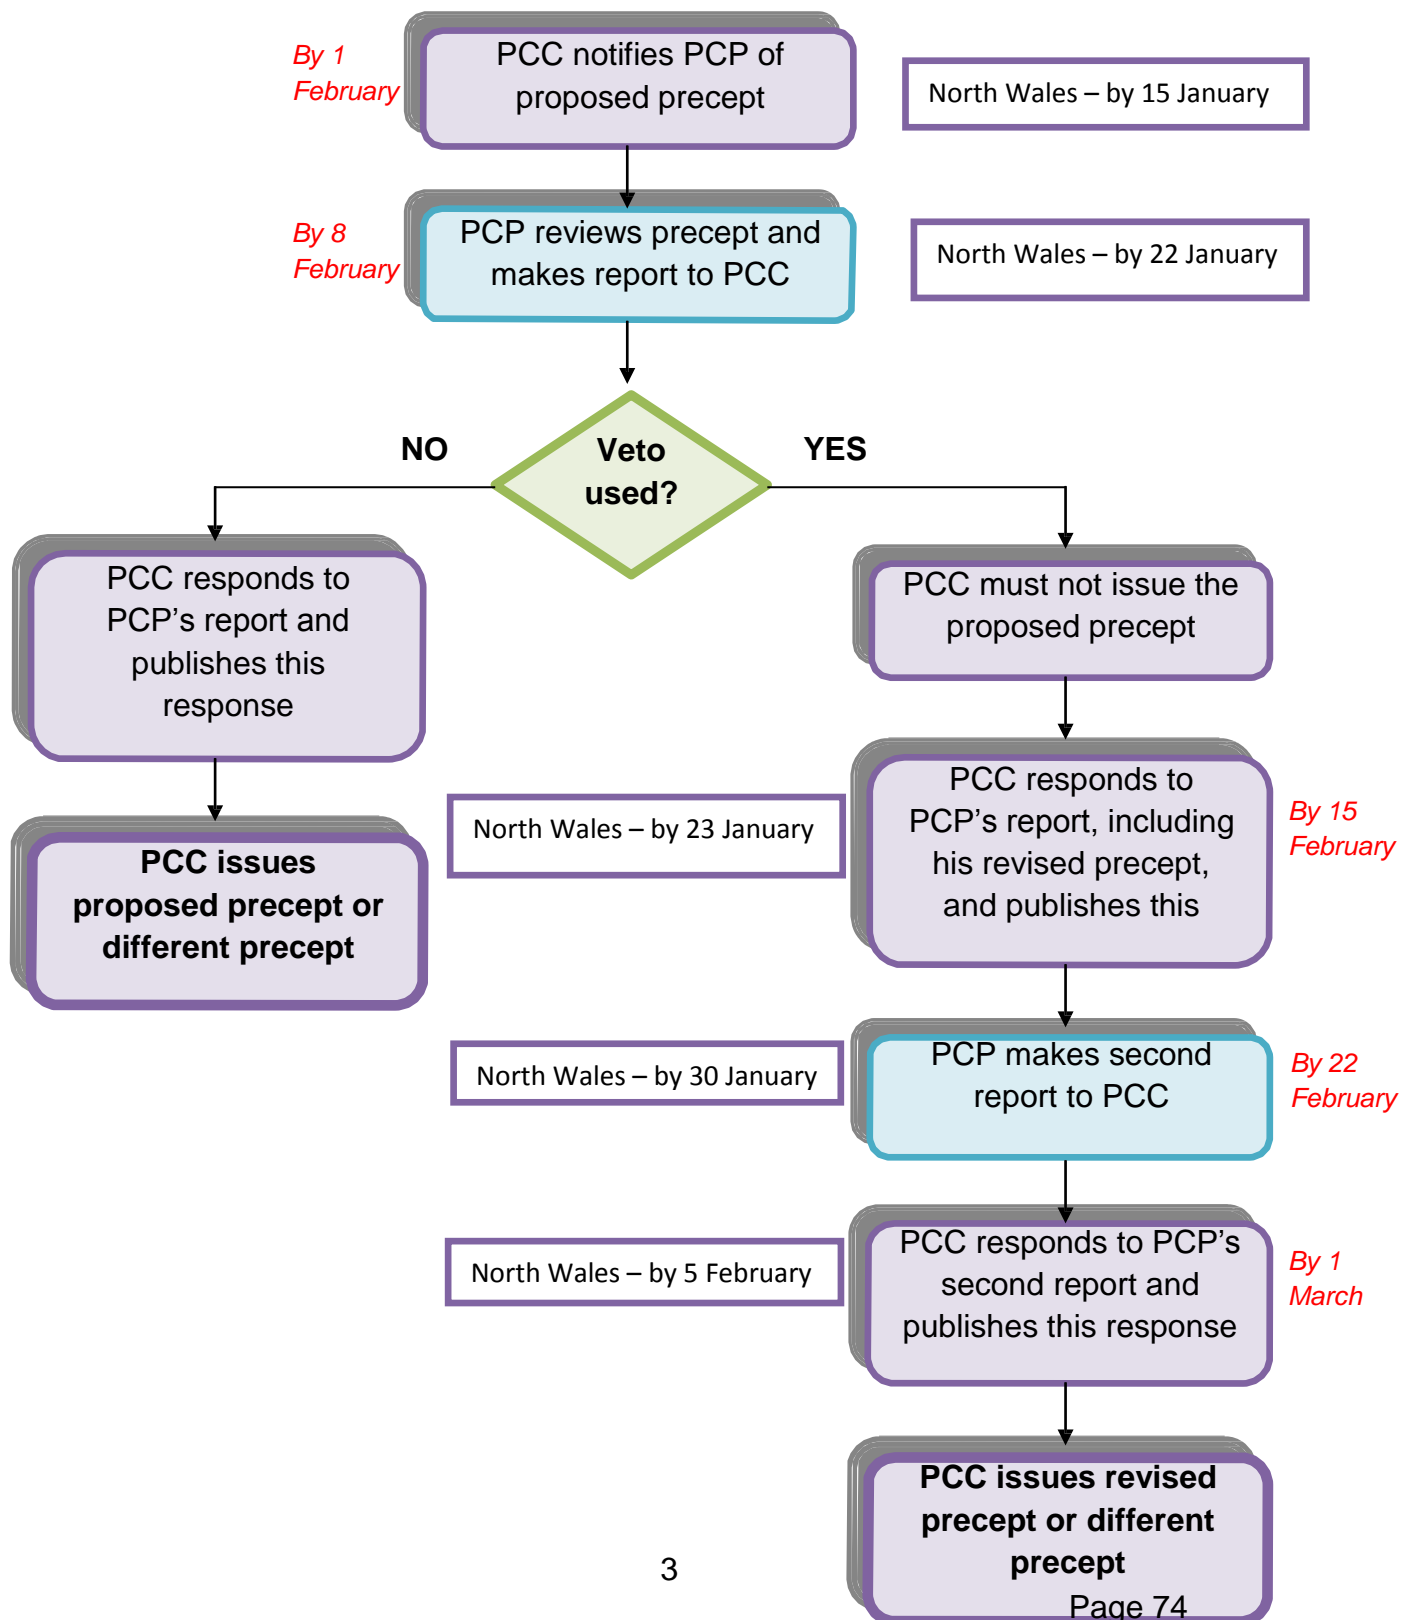 By 1
February
PCC notifies PCP of
proposed precept
North Wales – by 15 January
By 8
February
PCP reviews precept and
makes report to PCC
North Wales – by 22 January
NO
Veto
used?
YES
PCC responds to
PCP’s report and
publishes this
response
PCC must not issue the
proposed precept
PCC issues
proposed precept or
different precept
North Wales – by 23 January
PCC responds to
PCP’s report, including
his revised precept,
and publishes this
By 15
February
North Wales – by 30 January
PCP makes second
report to PCC
By 22
February
North Wales – by 5 February
PCC responds to PCP’s
second report and
publishes this response
By 1
March
PCC issues revised
precept or different
precept
3
Page 74